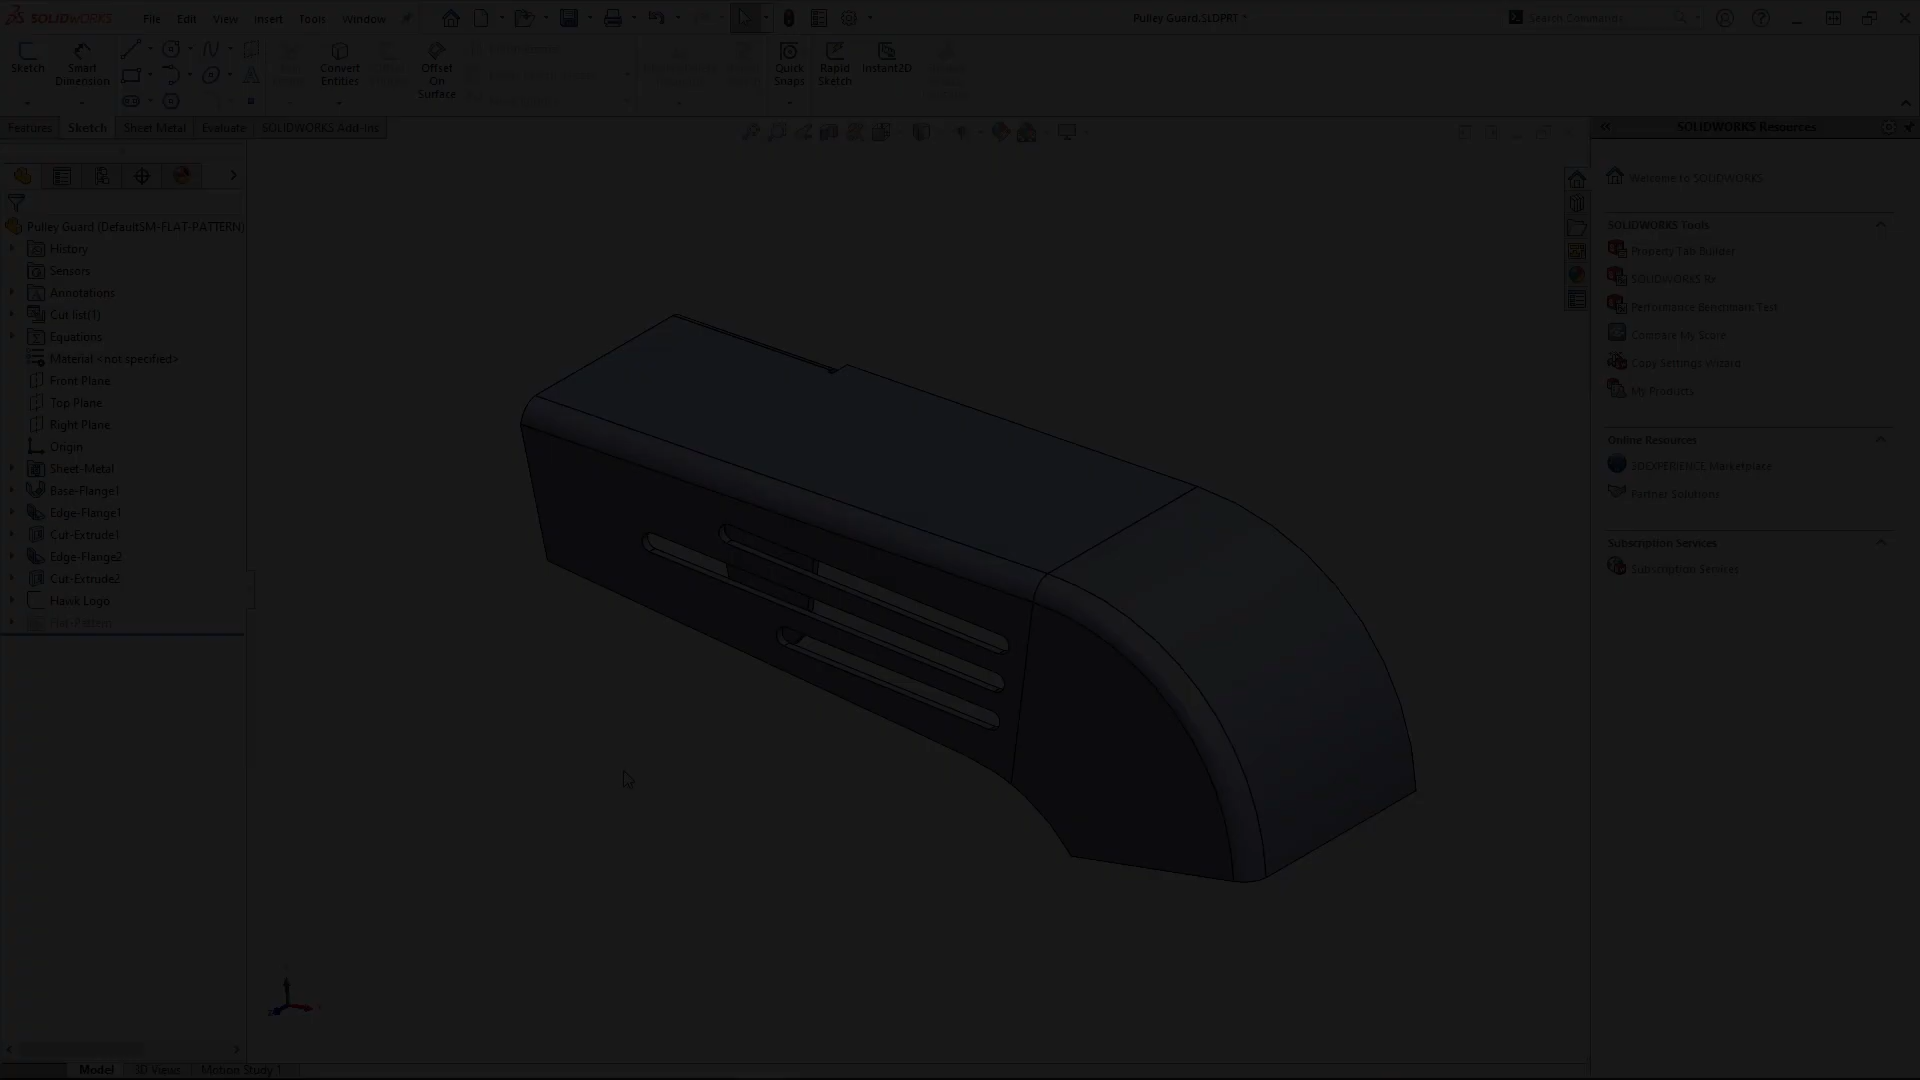 SOLIDWORKS
File Edit View Insert Tools Window
Pulley Guard.SLDPRT *
Search Commands
Sketch
Smart Dimension
Convert Entities
Offset On Surface
Quick Snaps
Rapid Sketch
Instant2D
Features Sketch Sheet Metal Evaluate SOLIDWORKS Add-Ins
SOLIDWORKS Resources
Pulley Guard (DefaultSM-FLAT-PATTERN)
History
Sensors
Annotations
Cut list(1)
Equations
Material <not specified>
Front Plane
Top Plane
Right Plane
Origin
Sheet-Metal
Base-Flange1
Edge-Flange1
Cut-Extrude1
Edge-Flange2
Cut-Extrude2
Hawk Logo
Flat-Pattern
Welcome to SOLIDWORKS
SOLIDWORKS Tools
Property Tab Builder
SOLIDWORKS Rx
Performance Benchmark Test
Compare My Score
Copy Settings Wizard
My Products
Online Resources
3DEXPERIENCE Marketplace
Partner Solutions
Subscription Services
Subscription Services
Model 3D Views Motion Study 1